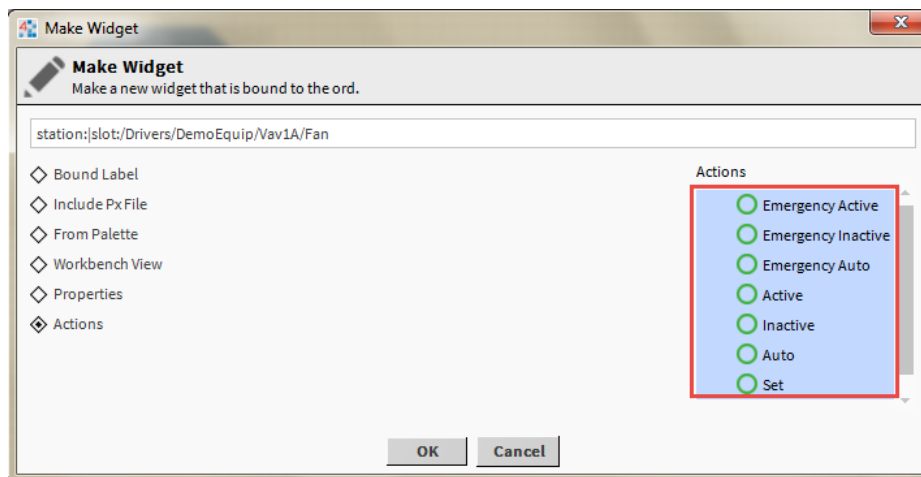 Make Widget
Make Widget
Make a new widget that is bound to the ord.
station:|slot:/Drivers/DemoEquip/Vav1A/Fan
Bound Label
Include Px File
From Palette
Workbench View
Properties
Actions
Actions
Emergency Active
Emergency Inactive
Emergency Auto
Active
Inactive
Auto
Set
OK
Cancel